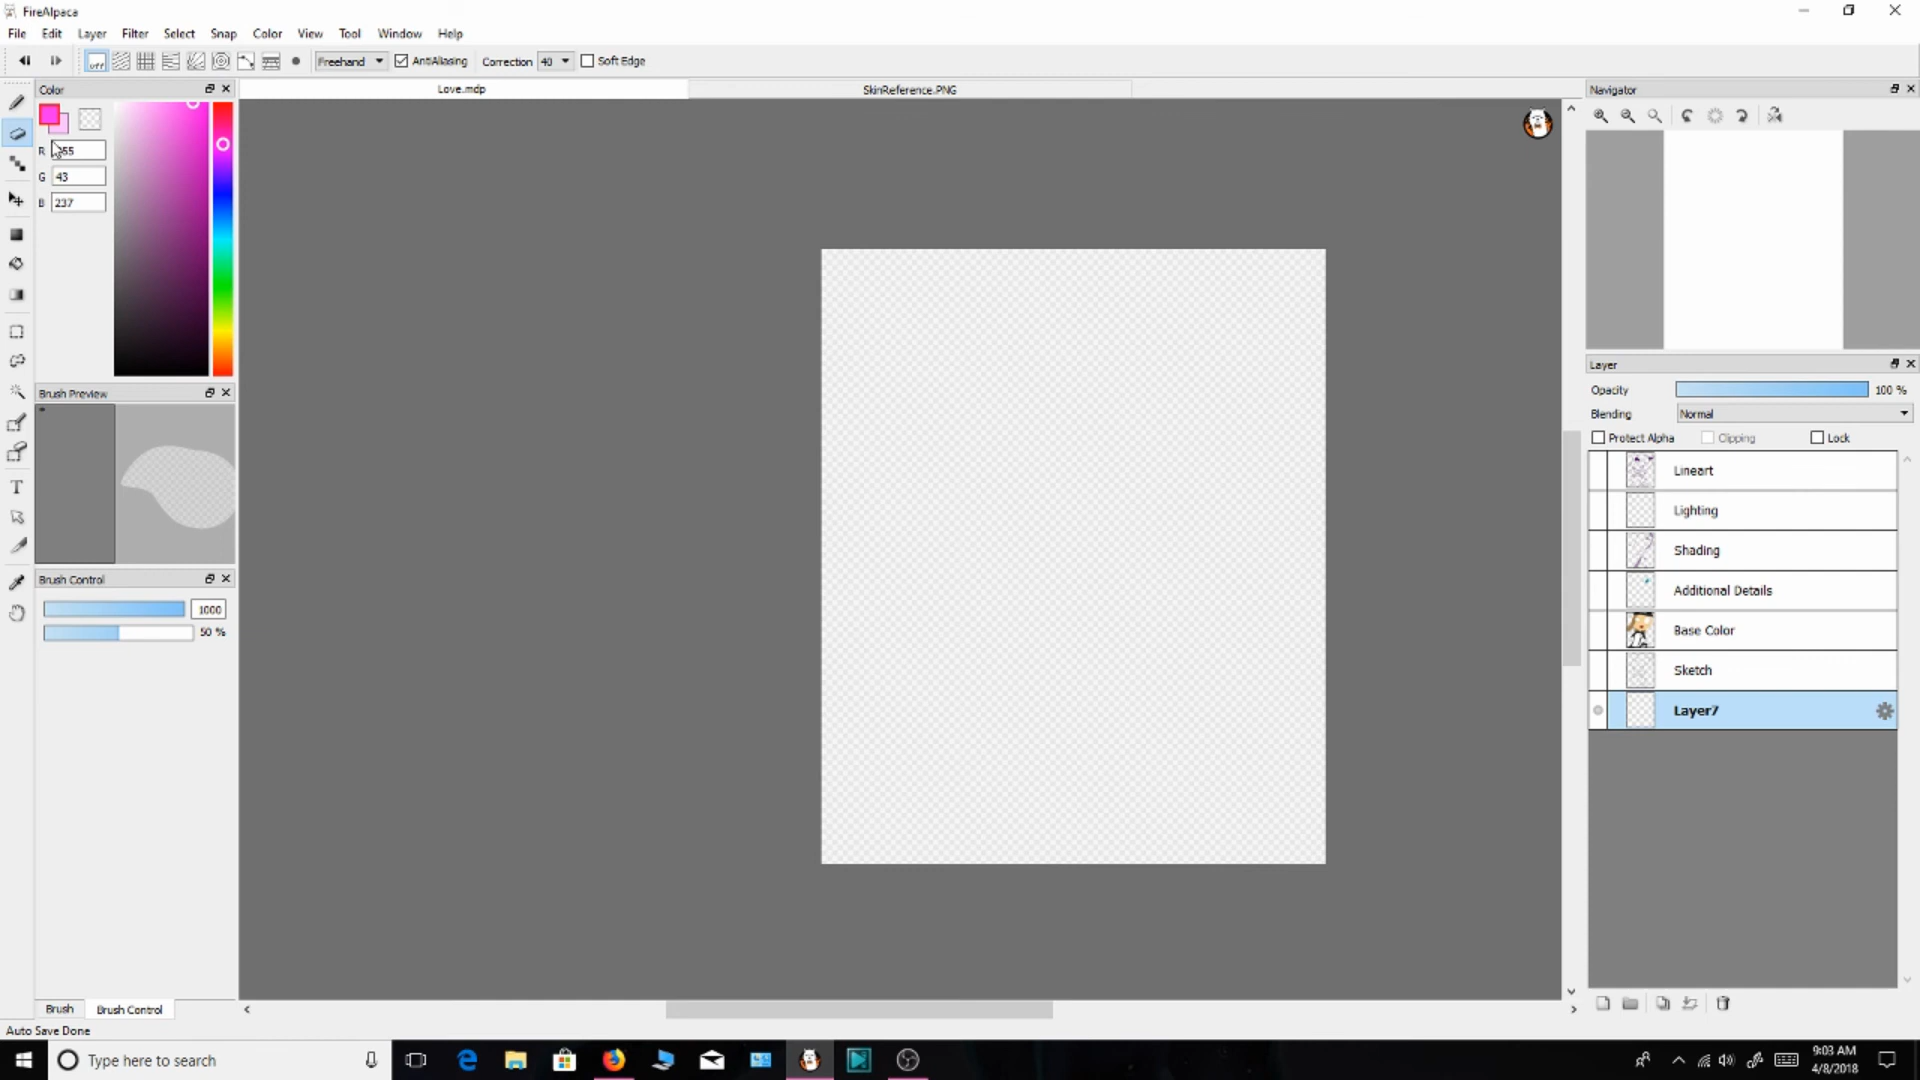 FireAlpaca
File Edit Layer Filter Select Snap Color View Tool Window Help
off Freehand AntiAliasing Correction 40 Soft Edge
Color
Love.mdp
SkinReference.PNG
Navigator
R 55
G 43
B 237
Brush Preview
Brush Control
1000
50 %
Brush Brush Control
Auto Save Done
Layer
Opacity 100 %
Blending Normal
Protect Alpha Clipping Lock
Lineart
Lighting
Shading
Additional Details
Base Color
Sketch
Layer7
T
Type here to search
9:03 AM
4/8/2018